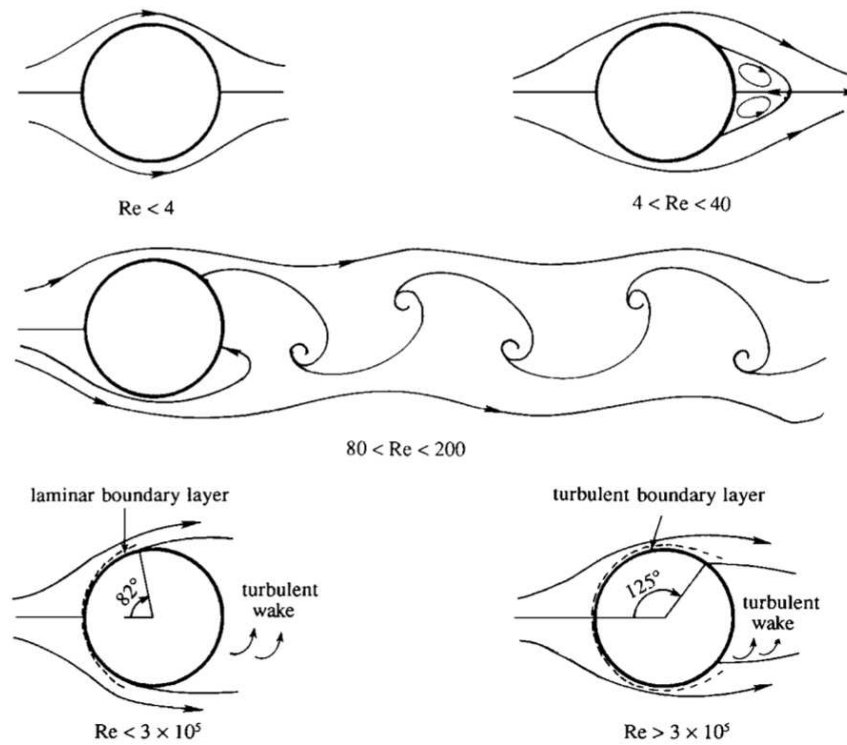 Re < 4
4 < Re < 40
80 < Re < 200
laminar boundary layer
82°
turbulent
wake
Re < 3 × 10⁵
turbulent boundary layer
125°
turbulent
wake
Re > 3 × 10⁵